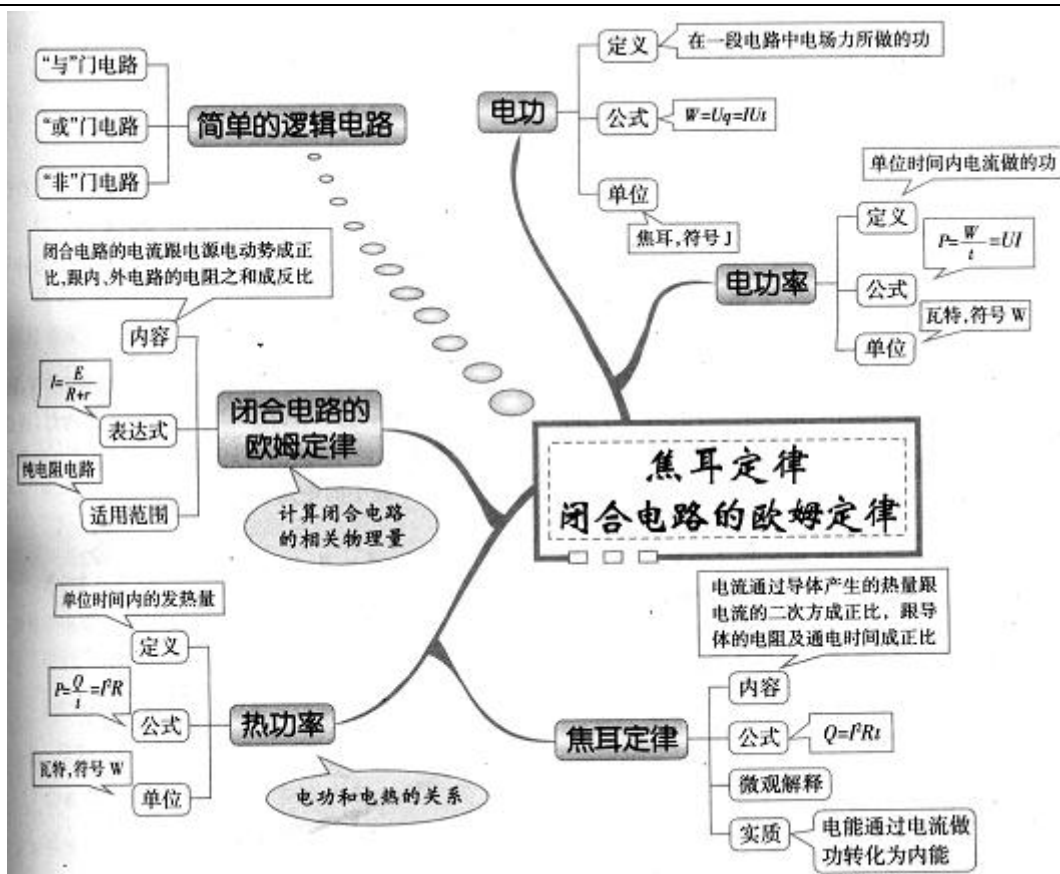 “与”门电路
“或”门电路
“非”门电路
简单的逻辑电路
电功
定义
在一段电路中电场力所做的功
公式
W=Uq=IUt
单位
焦耳,符号 J
电功率
单位时间内电流做的功
定义
P=W/t=UI
公式
瓦特,符号 W
单位
闭合电路的电流跟电源电动势成正
比,跟内、外电路的电阻之和成反比
内容
I=E/R+r
表达式
纯电阻电路
适用范围
闭合电路的
欧姆定律
计算闭合电路
的相关物理量
焦耳定律
闭合电路的欧姆定律
单位时间内的发热量
定义
P=Q/t=I²R
公式
瓦特,符号 W
单位
热功率
电功和电热的关系
焦耳定律
电流通过导体产生的热量跟
电流的二次方成正比，跟导
体的电阻及通电时间成正比
内容
公式
Q=I²Rt
微观解释
实质
电能通过电流做
功转化为内能